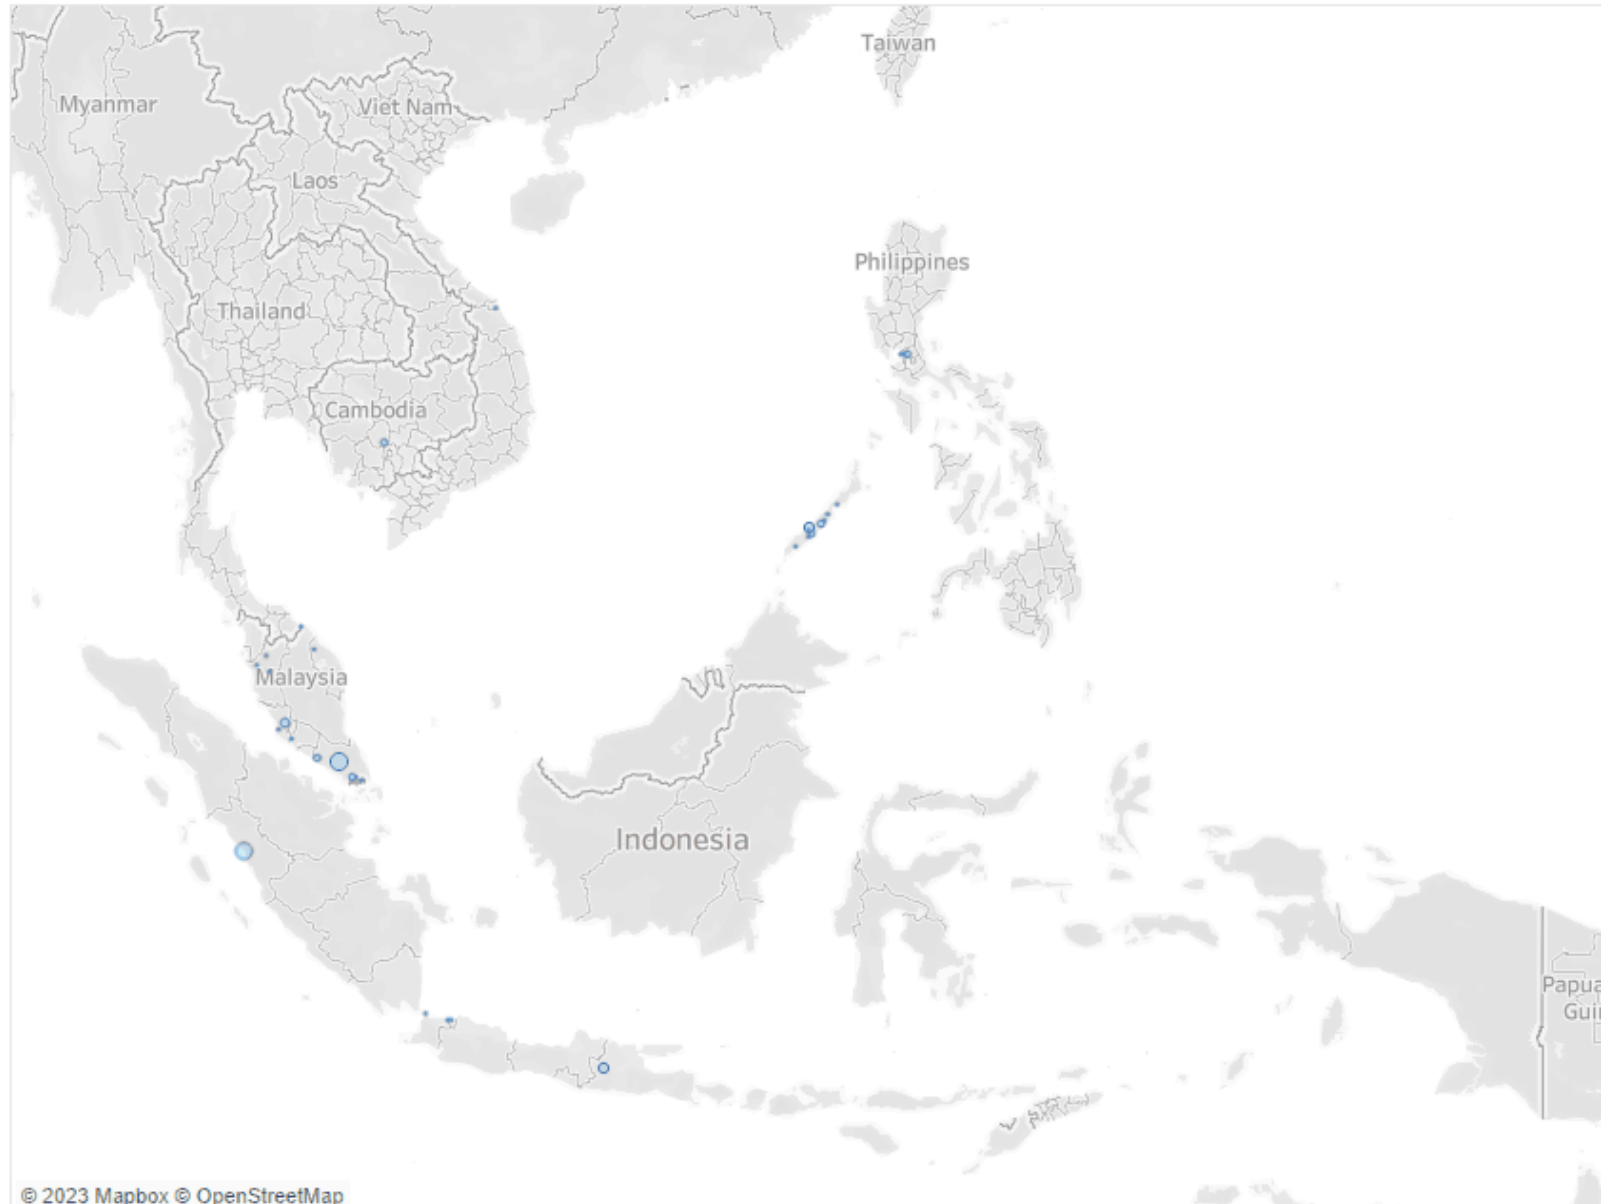 Taiwan
Myanmar
Viet Nam
Laos
Philippines
Thailand
Cambodia
Malaysia
Indonesia
Papua
Gui
© 2023 Mapbox © OpenStreetMap